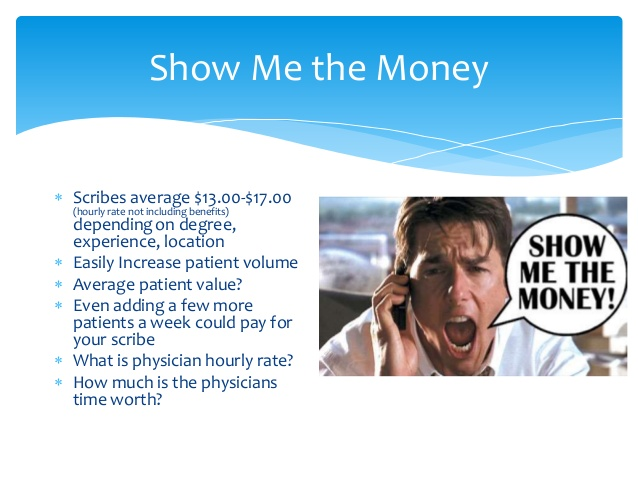 Show Me the Money
* Scribes average $13.00-$17.00
(hourly rate not including benefits)
depending on degree,
experience, location
* Easily Increase patient volume
* Average patient value?
* Even adding a few more
patients a week could pay for
your scribe
* What is physician hourly rate?
* How much is the physicians
time worth?
SHOW
ME THE
MONEY!